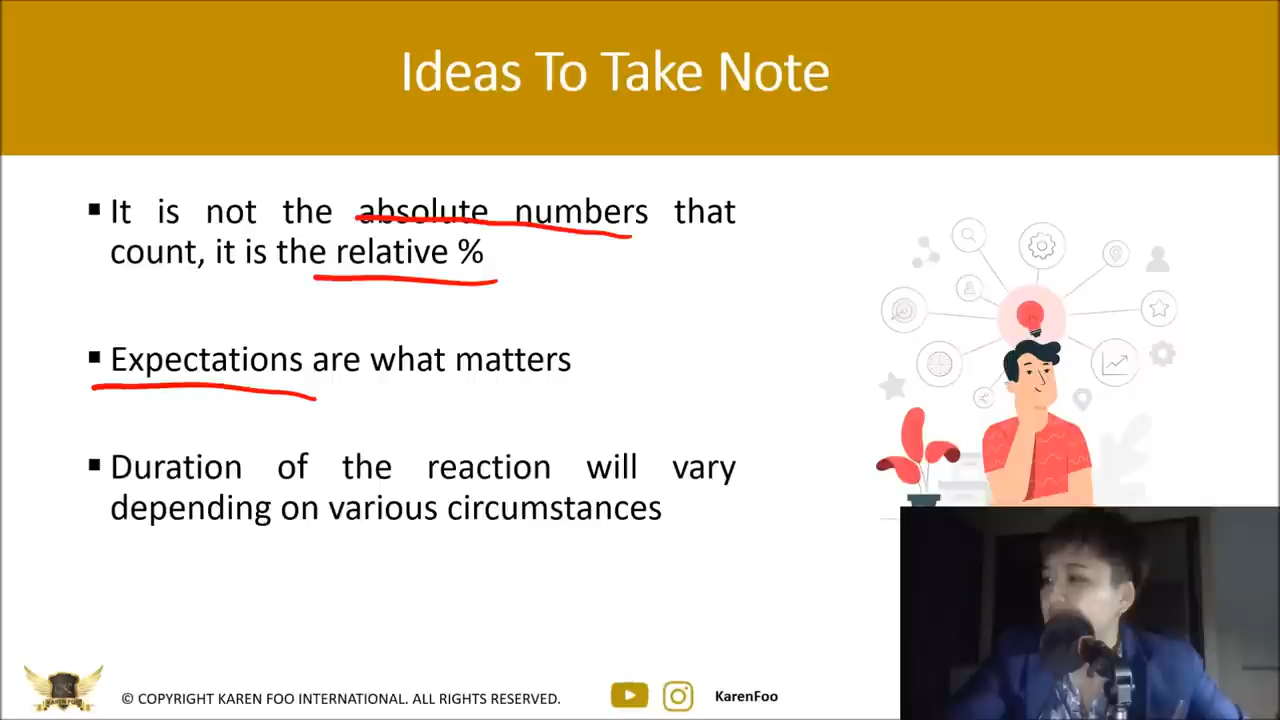 Ideas To Take Note
▪ It is not the absolute numbers that
count, it is the relative %
▪ Expectations are what matters
▪ Duration of the reaction will vary
depending on various circumstances
KAREN FOO
© COPYRIGHT KAREN FOO INTERNATIONAL. ALL RIGHTS RESERVED.
KarenFoo